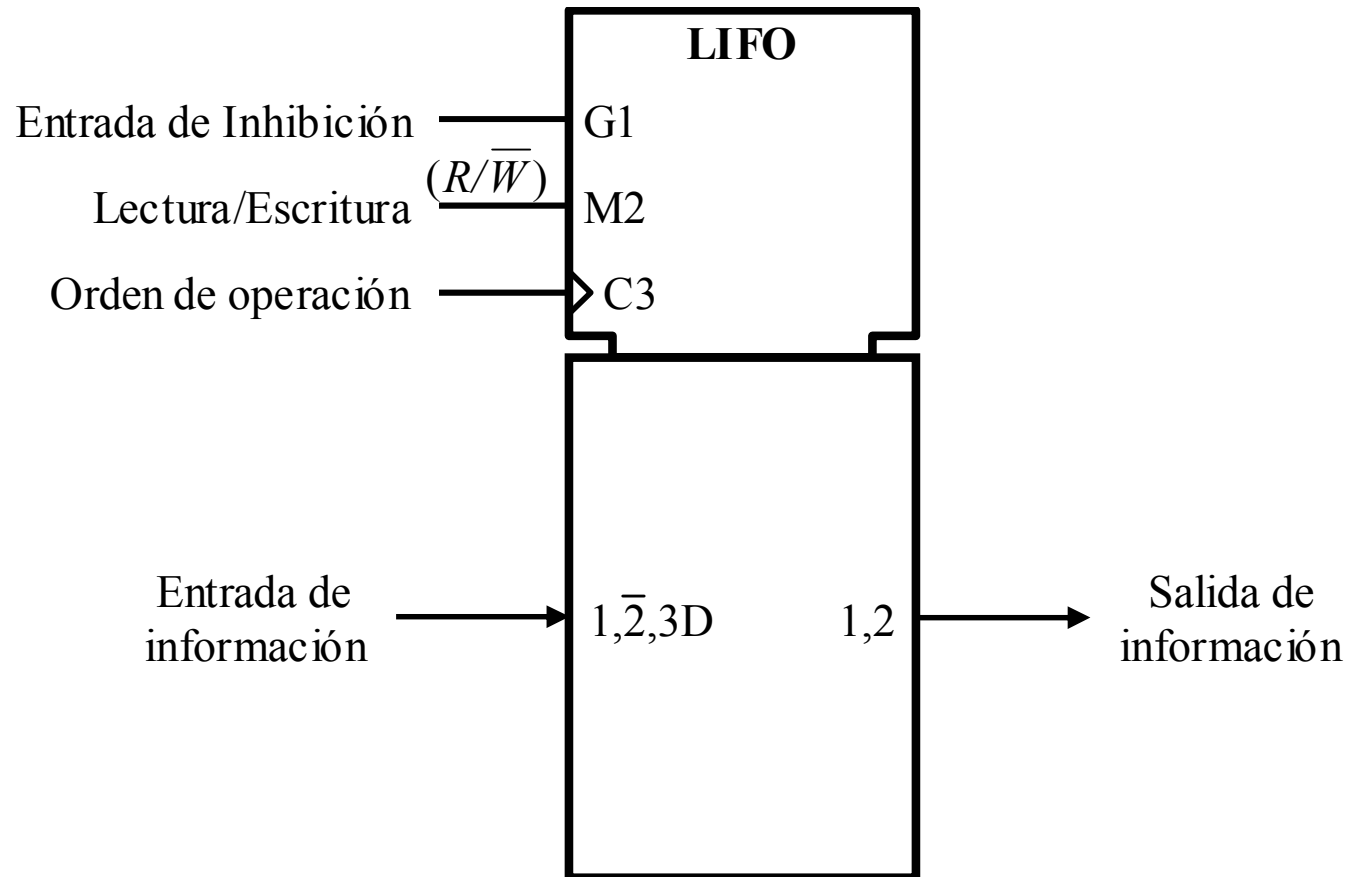 LIFO
Entrada de Inhibición
G1
(R/W̅)
Lectura/Escritura
M2
Orden de operación
C3
Entrada de
información
1,2̅,3D
1,2
Salida de
información